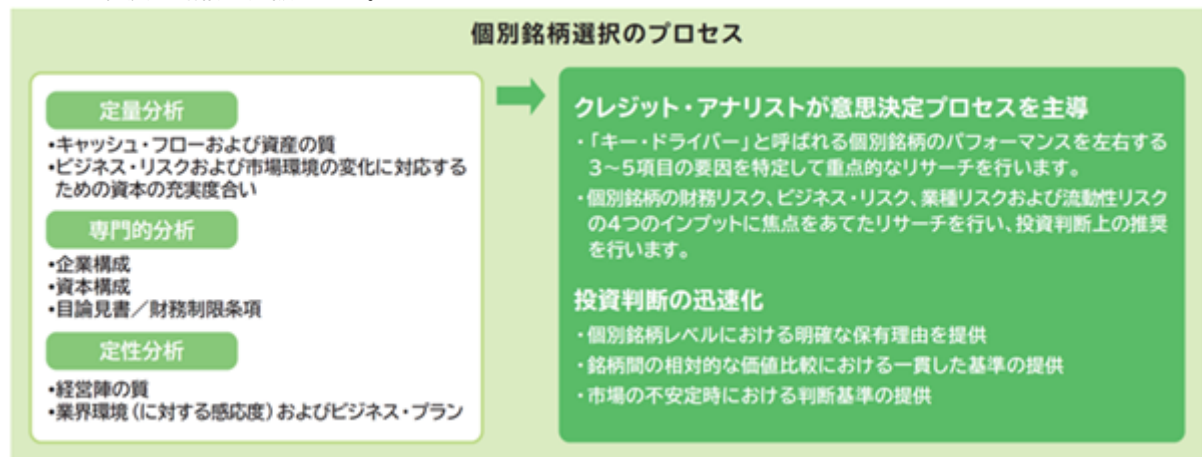 個別銘柄選択のプロセス
定量分析
•キャッシュ・フローおよび資産の質
•ビジネス・リスクおよび市場環境の変化に対応する
ための資本の充実度合い
専門的分析
•企業構成
•資本構成
•目論見書／財務制限条項
定性分析
•経営陣の質
•業界環境（に対する感応度）およびビジネス・プラン
クレジット・アナリストが意思決定プロセスを主導
・「キー・ドライバー」と呼ばれる個別銘柄のパフォーマンスを左右する
3～5項目の要因を特定して重点的なリサーチを行います。
・個別銘柄の財務リスク、ビジネス・リスク、業種リスクおよび流動性リスク
の4つのインプットに焦点をあてたリサーチを行い、投資判断上の推奨
を行います。
投資判断の迅速化
・個別銘柄レベルにおける明確な保有理由を提供
・銘柄間の相対的な価値比較における一貫した基準の提供
・市場の不安定時における判断基準の提供